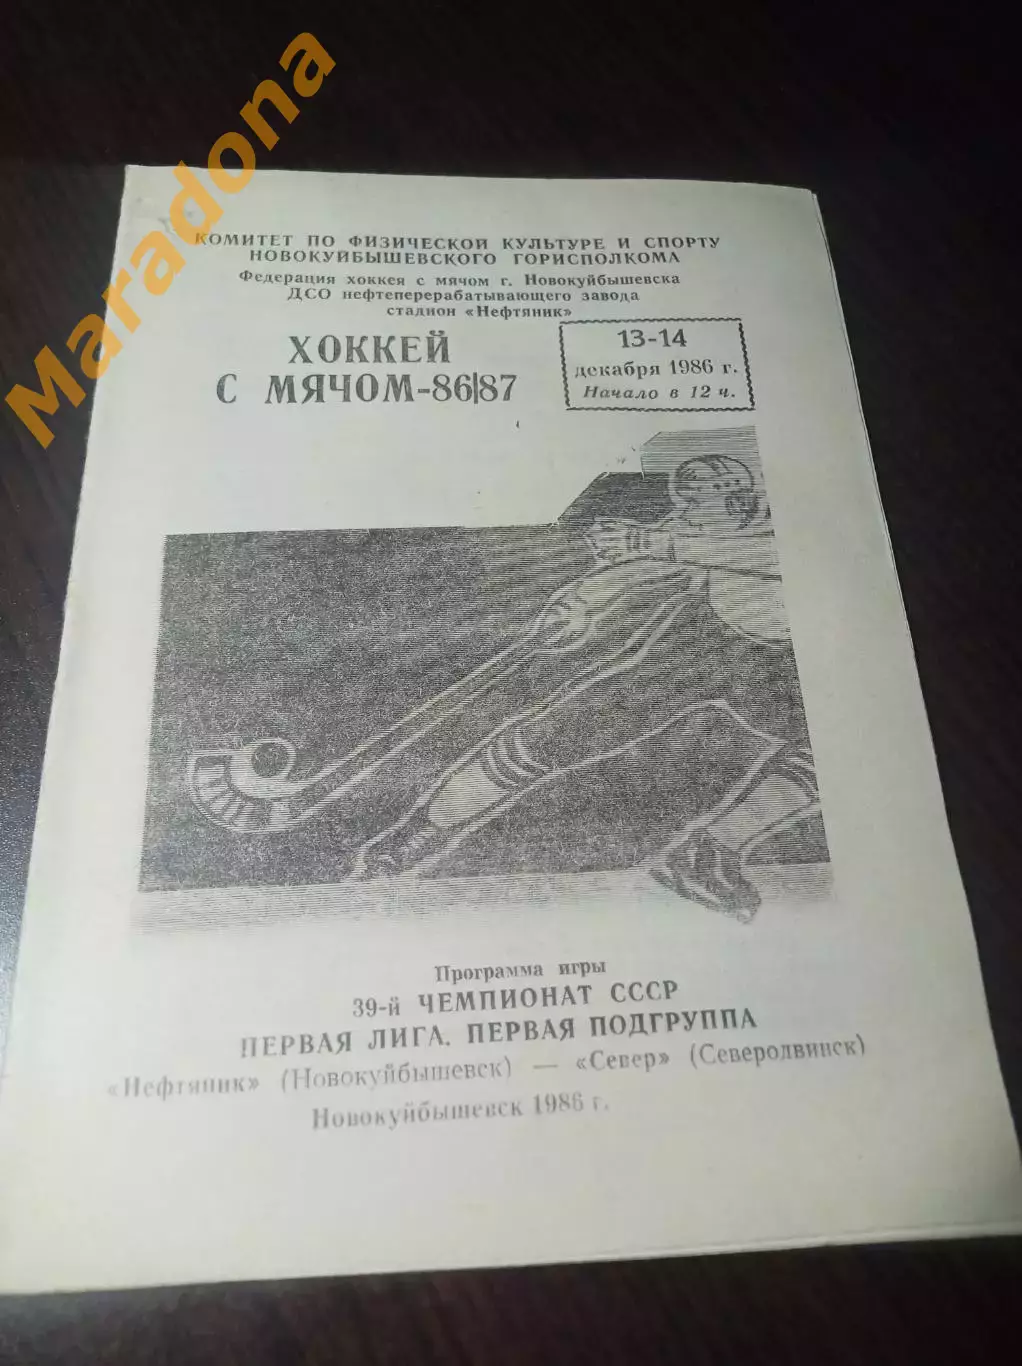 Maradona
КОМИТЕТ ПО ФИЗИЧЕСКОЙ КУЛЬТУРЕ И СПОРТУ
НОВОКУЙБЫШЕВСКОГО ГОРИСПОЛКОМА
Федерация хоккея с мячом г. Новокуйбышевска
ДСО нефтеперерабатывающего завода
стадион «Нефтяник»
ХОККЕЙ
С МЯЧОМ-86|87
13-14
декабря 1986 г.
Начало в 12 ч.
Программа игры
39-й ЧЕМПИОНАТ СССР
ПЕРВАЯ ЛИГА. ПЕРВАЯ ПОДГРУППА
«Нефтяник» (Новокуйбышевск) — «Север» (Северодвинск)
Новокуйбышевск 1986 г.